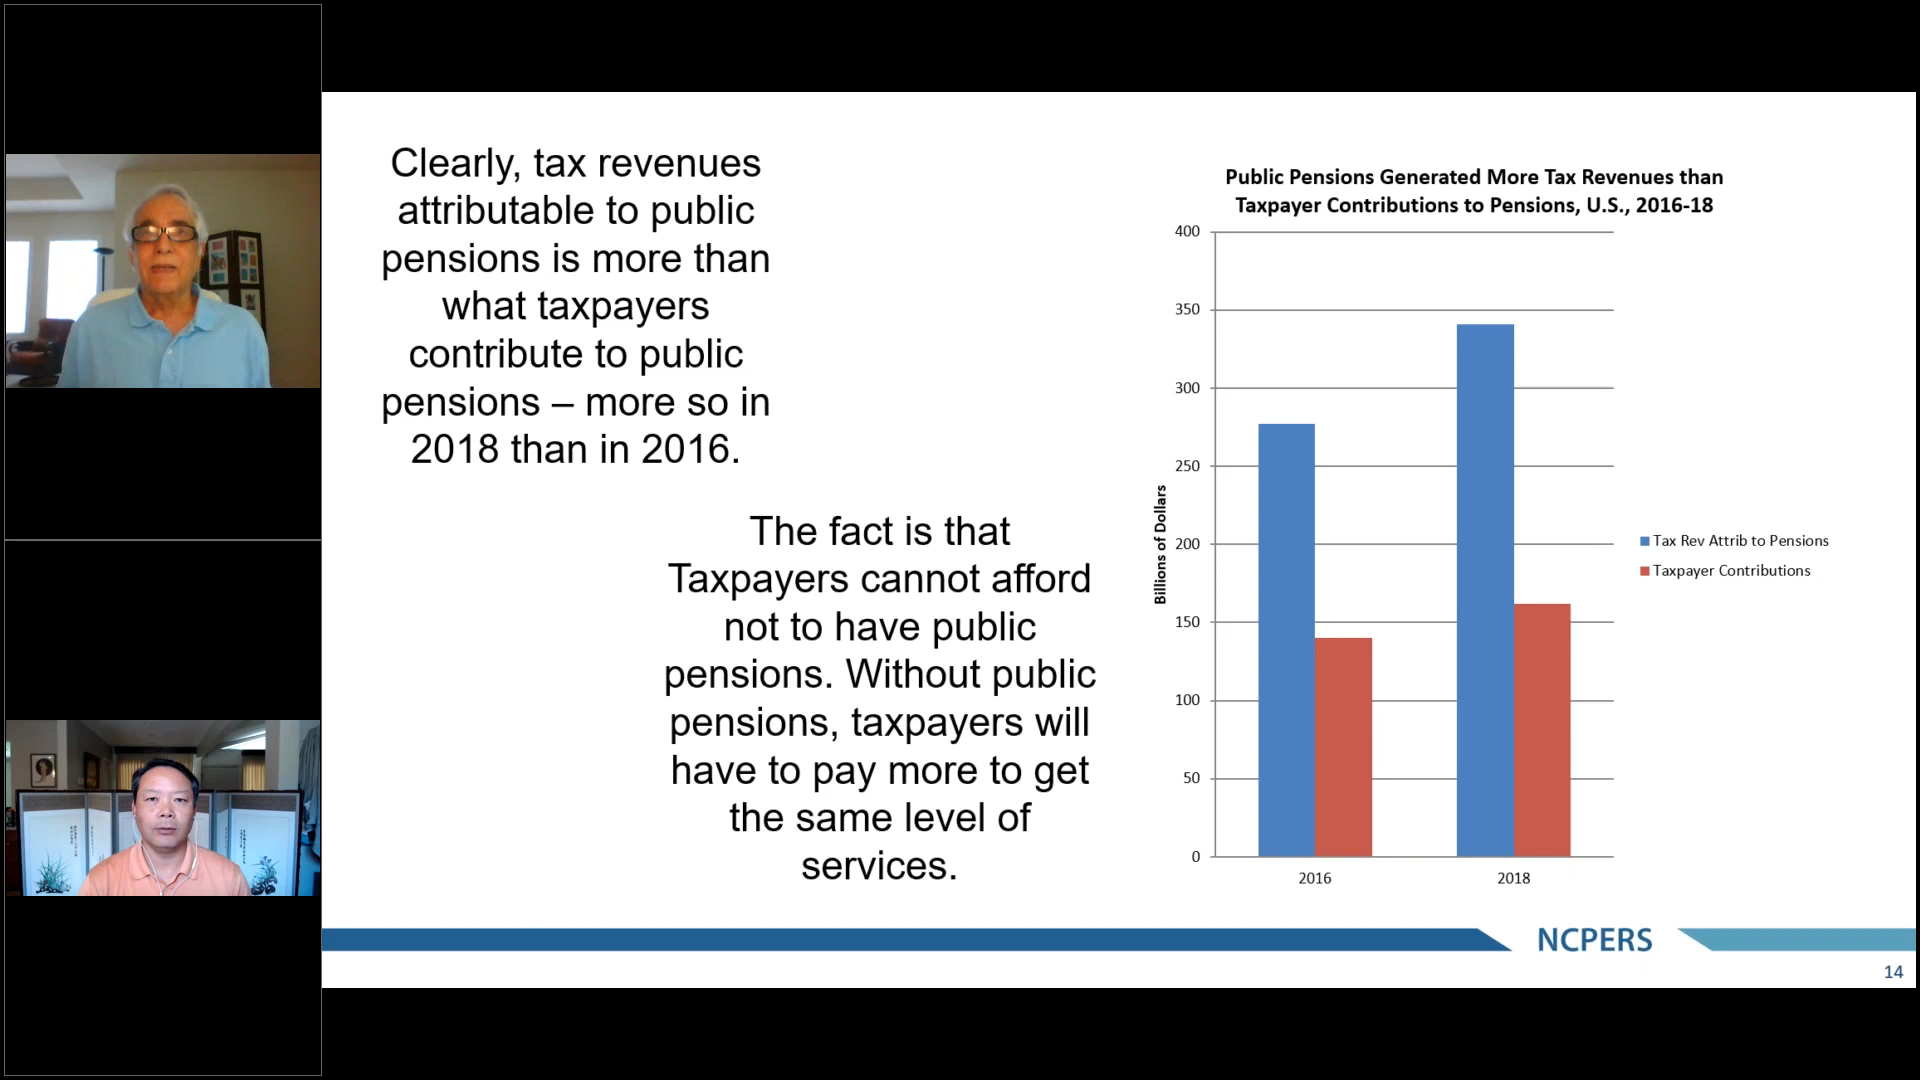 Clearly, tax revenues
attributable to public
pensions is more than
what taxpayers
contribute to public
pensions – more so in
2018 than in 2016.
The fact is that
Taxpayers cannot afford
not to have public
pensions. Without public
pensions, taxpayers will
have to pay more to get
the same level of
services.
Public Pensions Generated More Tax Revenues than
Taxpayer Contributions to Pensions, U.S., 2016-18
400
350
300
250
200
150
100
50
0
Billions of Dollars
2016
2018
Tax Rev Attrib to Pensions
Taxpayer Contributions
NCPERS
14